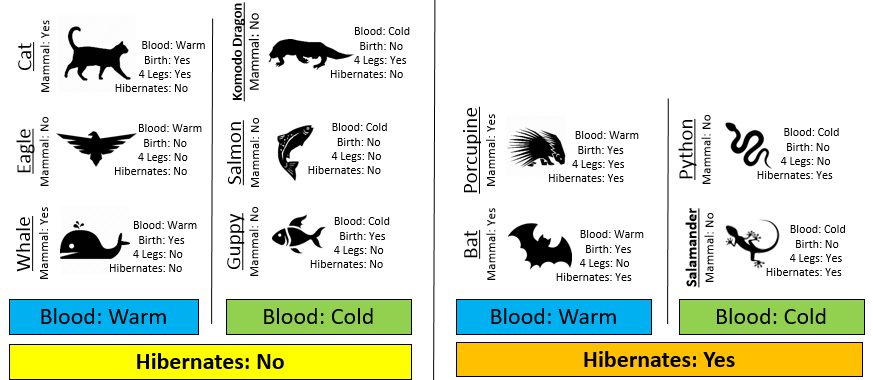 Cat
Mammal: Yes
Blood: Warm
Birth: Yes
4 Legs: Yes
Hibernates: No
Komodo Dragon
Mammal: No
Blood: Cold
Birth: No
4 Legs: Yes
Hibernates: No
Eagle
Mammal: No
Blood: Warm
Birth: No
4 Legs: No
Hibernates: No
Salmon
Mammal: No
Blood: Cold
Birth: No
4 Legs: No
Hibernates: No
Whale
Mammal: Yes
Blood: Warm
Birth: Yes
4 Legs: No
Hibernates: No
Guppy
Mammal: No
Blood: Cold
Birth: Yes
4 Legs: No
Hibernates: No
Blood: Warm
Blood: Cold
Hibernates: No
Porcupine
Mammal: Yes
Blood: Warm
Birth: Yes
4 Legs: Yes
Hibernates: Yes
Python
Mammal: No
Blood: Cold
Birth: No
4 Legs: No
Hibernates: Yes
Bat
Mammal: Yes
Blood: Warm
Birth: Yes
4 Legs: No
Hibernates: Yes
Salamander
Mammal: No
Blood: Cold
Birth: No
4 Legs: Yes
Hibernates: Yes
Blood: Warm
Blood: Cold
Hibernates: Yes